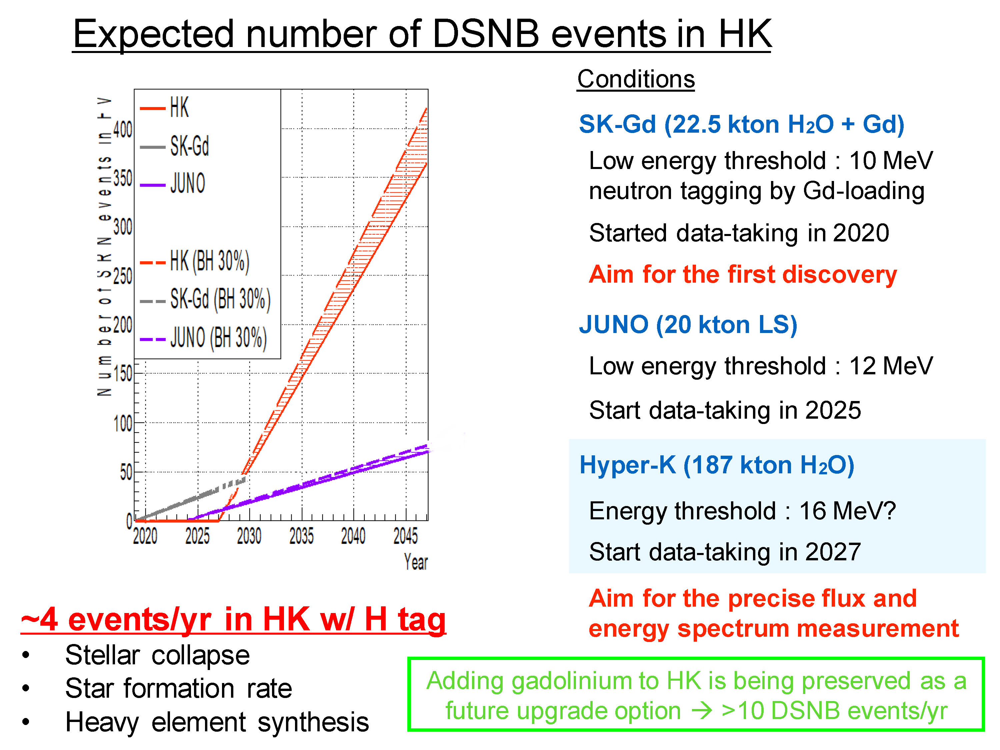 Expected number of DSNB events in HK
Number of SRN events in FV
HK
SK-Gd
JUNO
HK (BH 30%)
SK-Gd (BH 30%)
JUNO (BH 30%)
400
350
300
250
200
150
100
50
0
2020 2025 2030 2035 2040 2045
Year
~4 events/yr in HK w/ H tag
• Stellar collapse
• Star formation rate
• Heavy element synthesis
Conditions
SK-Gd (22.5 kton H2O + Gd)
Low energy threshold : 10 MeV
neutron tagging by Gd-loading
Started data-taking in 2020
Aim for the first discovery
JUNO (20 kton LS)
Low energy threshold : 12 MeV
Start data-taking in 2025
Hyper-K (187 kton H2O)
Energy threshold : 16 MeV?
Start data-taking in 2027
Aim for the precise flux and
energy spectrum measurement
Adding gadolinium to HK is being preserved as a
future upgrade option → >10 DSNB events/yr